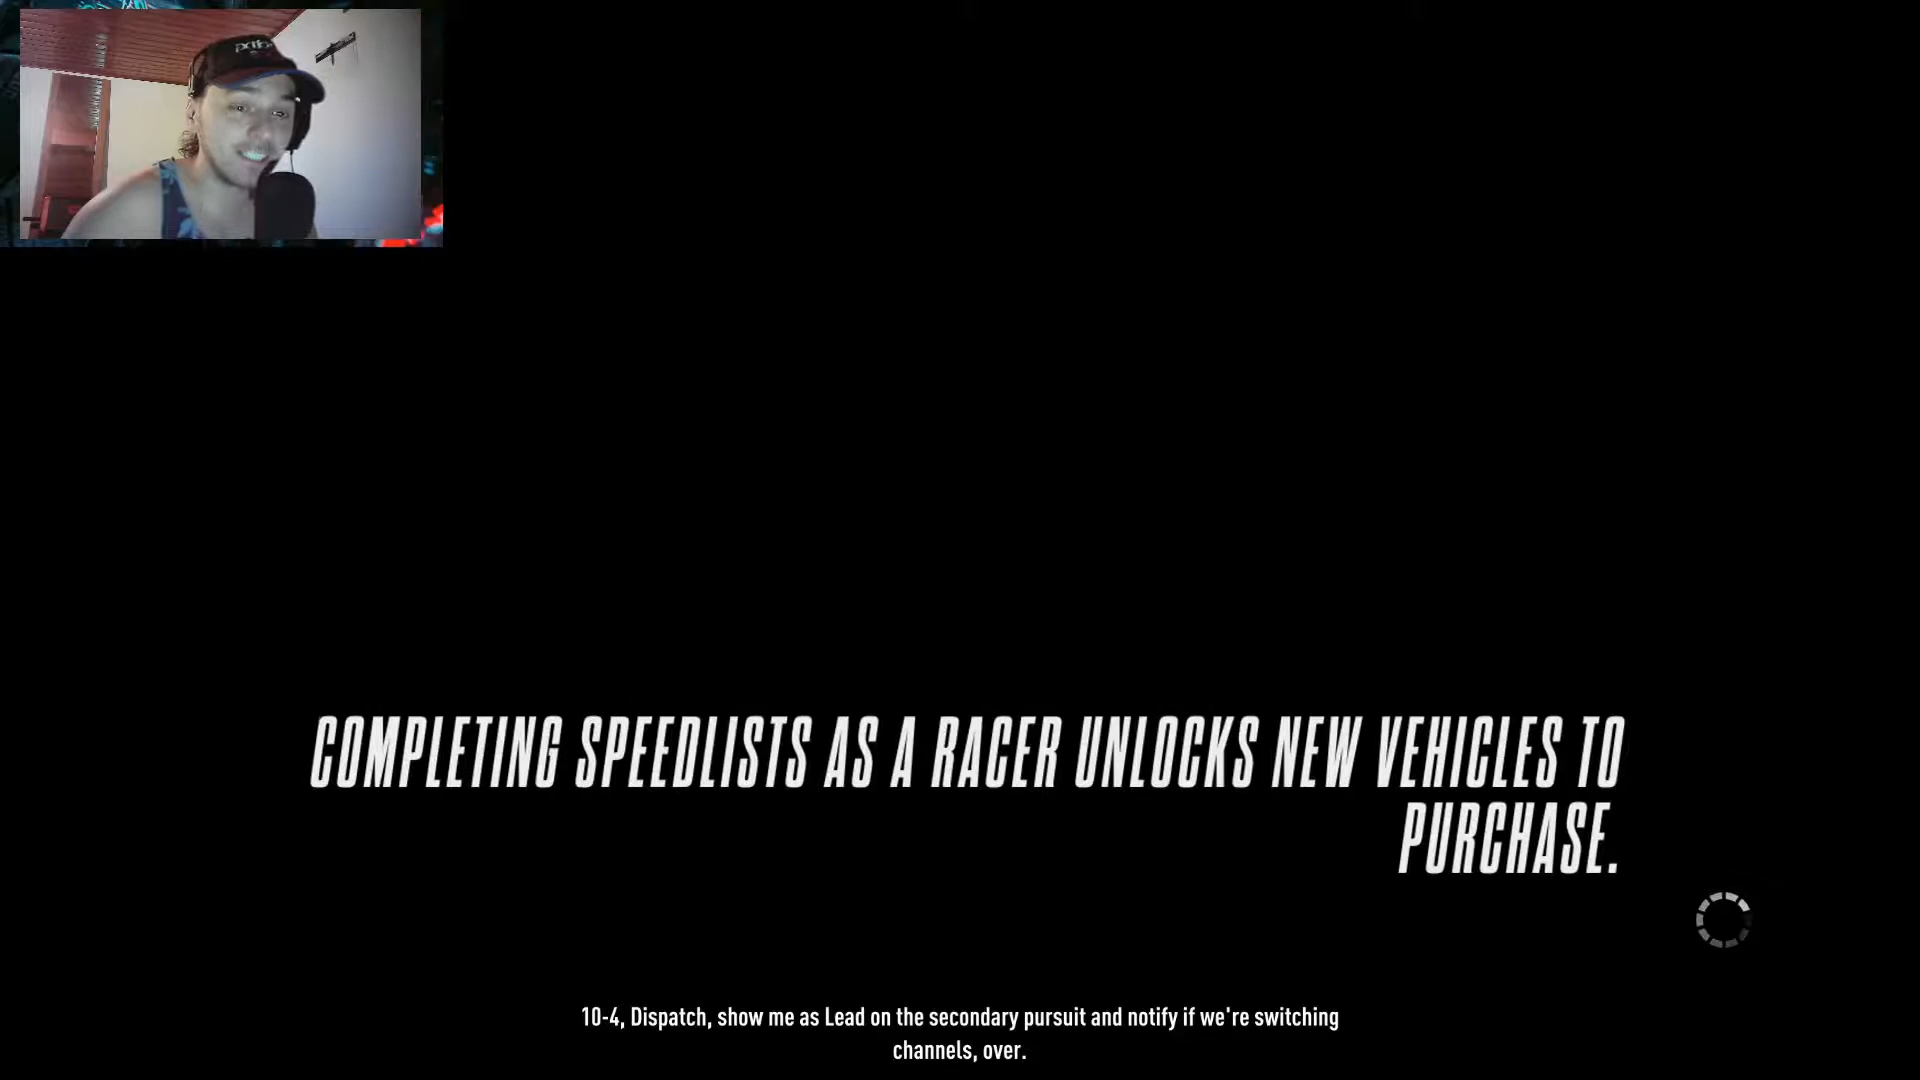 COMPLETING SPEEDLISTS AS A RACER UNLOCKS NEW VEHICLES TO
PURCHASE.
10-4, Dispatch, show me as Lead on the secondary pursuit and notify if we're switching
channels, over.